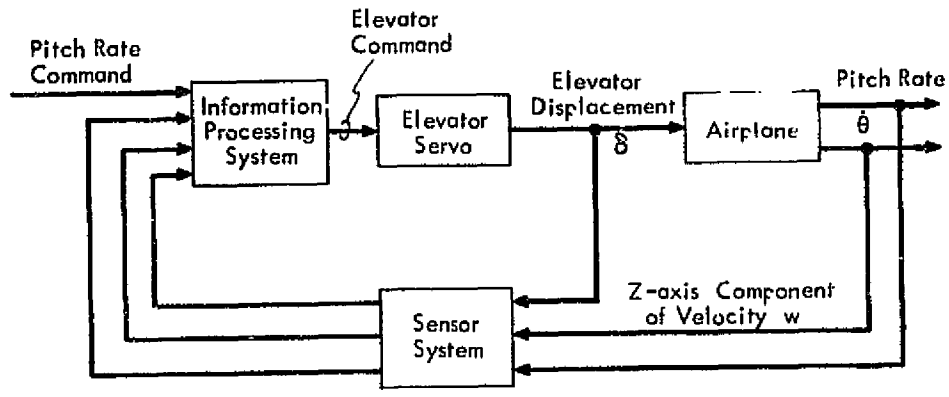 Elevator
Command
Pitch Rate
Command
Information
Processing
System
Elevator
Servo
Elevator
Displacement
δ
Airplane
Pitch Rate
θ̇
Z-axis Component
of Velocity w
Sensor
System